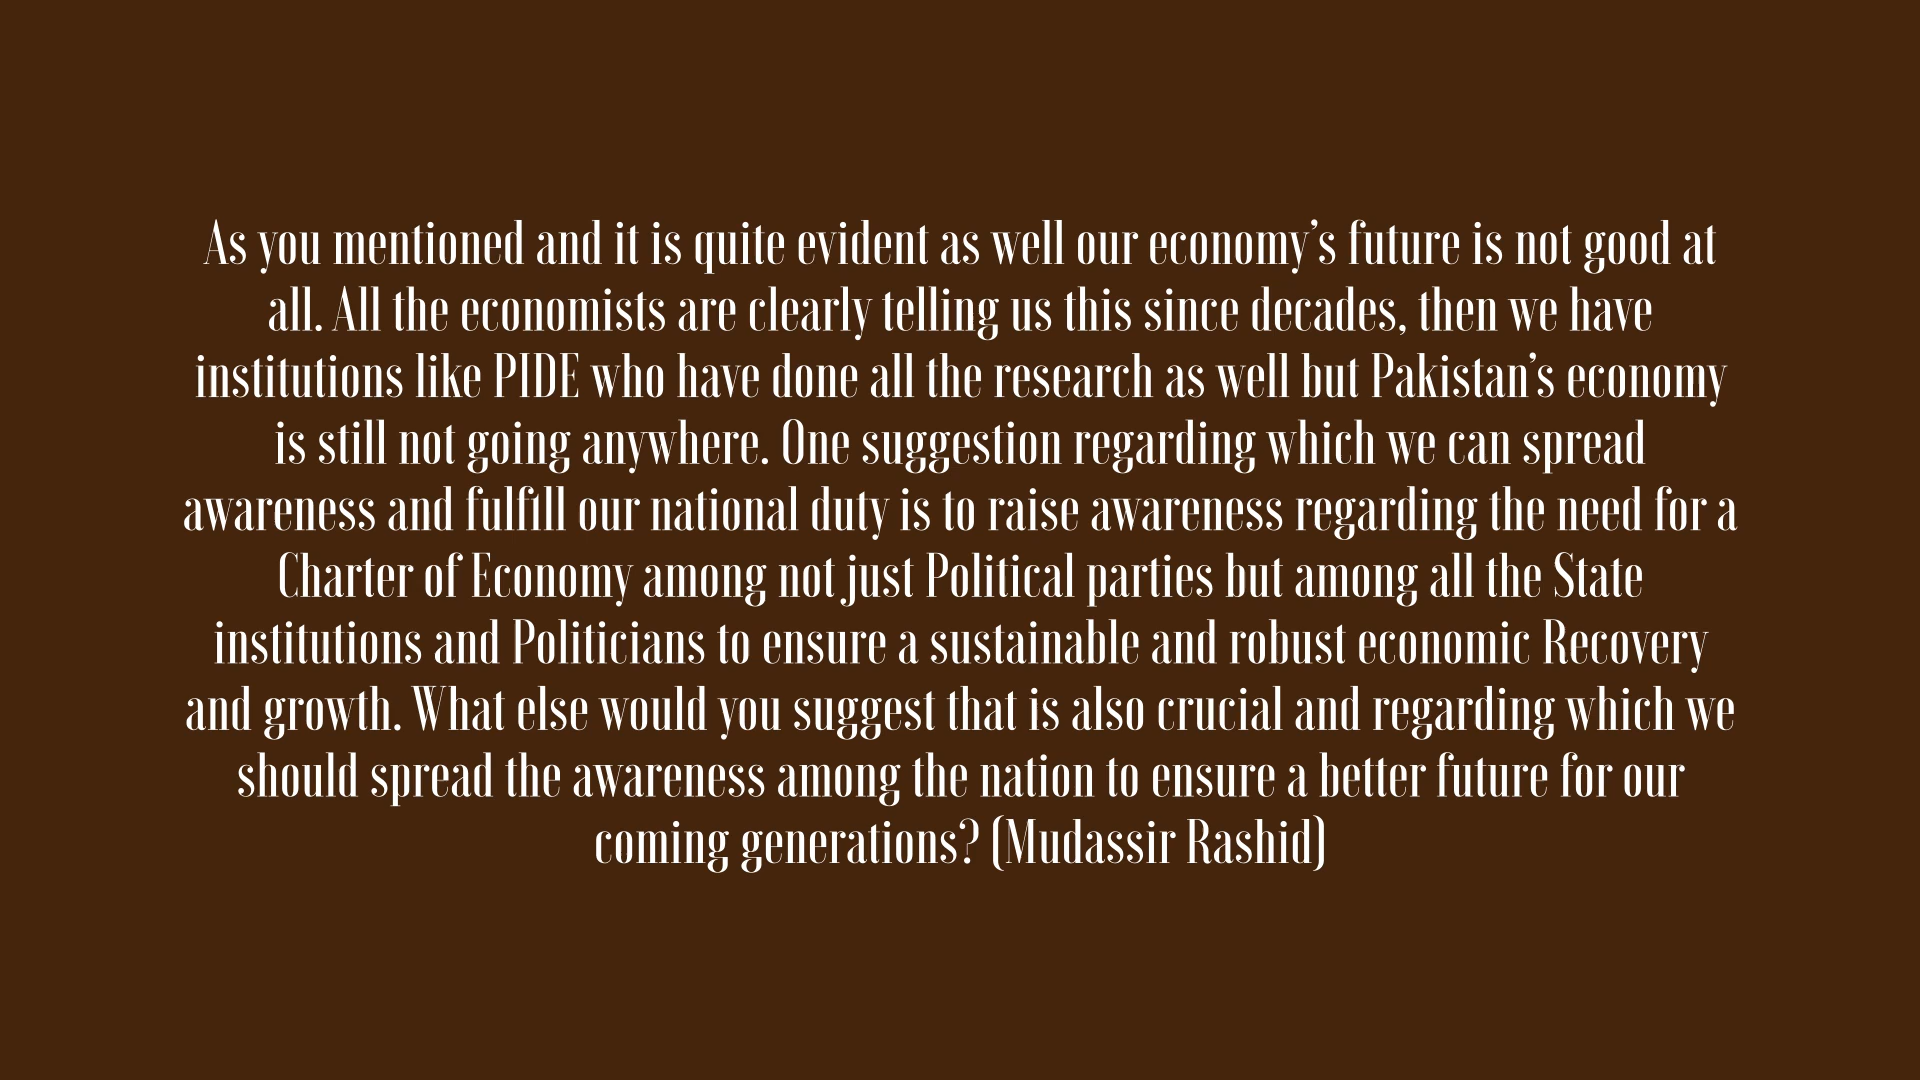 As you mentioned and it is quite evident as well our economy’s future is not good at
all. All the economists are clearly telling us this since decades, then we have
institutions like PIDE who have done all the research as well but Pakistan’s economy
is still not going anywhere. One suggestion regarding which we can spread
awareness and fulfill our national duty is to raise awareness regarding the need for a
Charter of Economy among not just Political parties but among all the State
institutions and Politicians to ensure a sustainable and robust economic Recovery
and growth. What else would you suggest that is also crucial and regarding which we
should spread the awareness among the nation to ensure a better future for our
coming generations? (Mudassir Rashid)